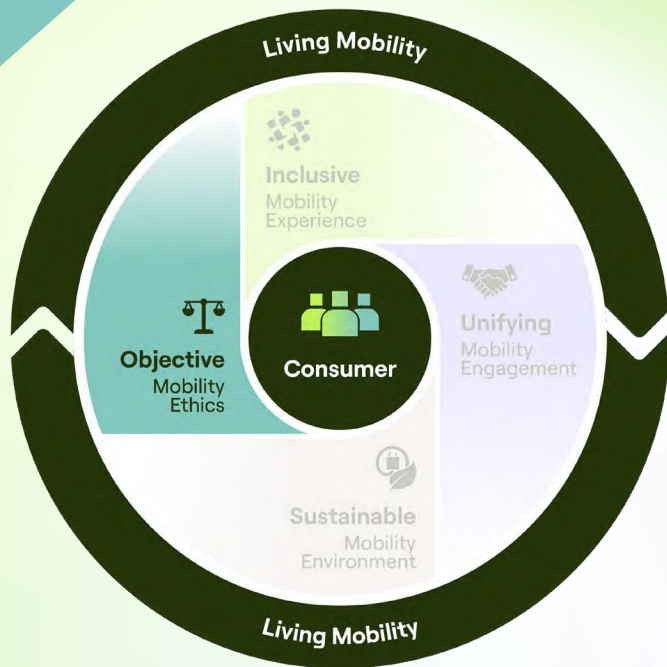 Living Mobility
Inclusive
Mobility
Experience
Unifying
Mobility
Engagement
Objective
Mobility
Ethics
Consumer
Sustainable
Mobility
Environment
Living Mobility